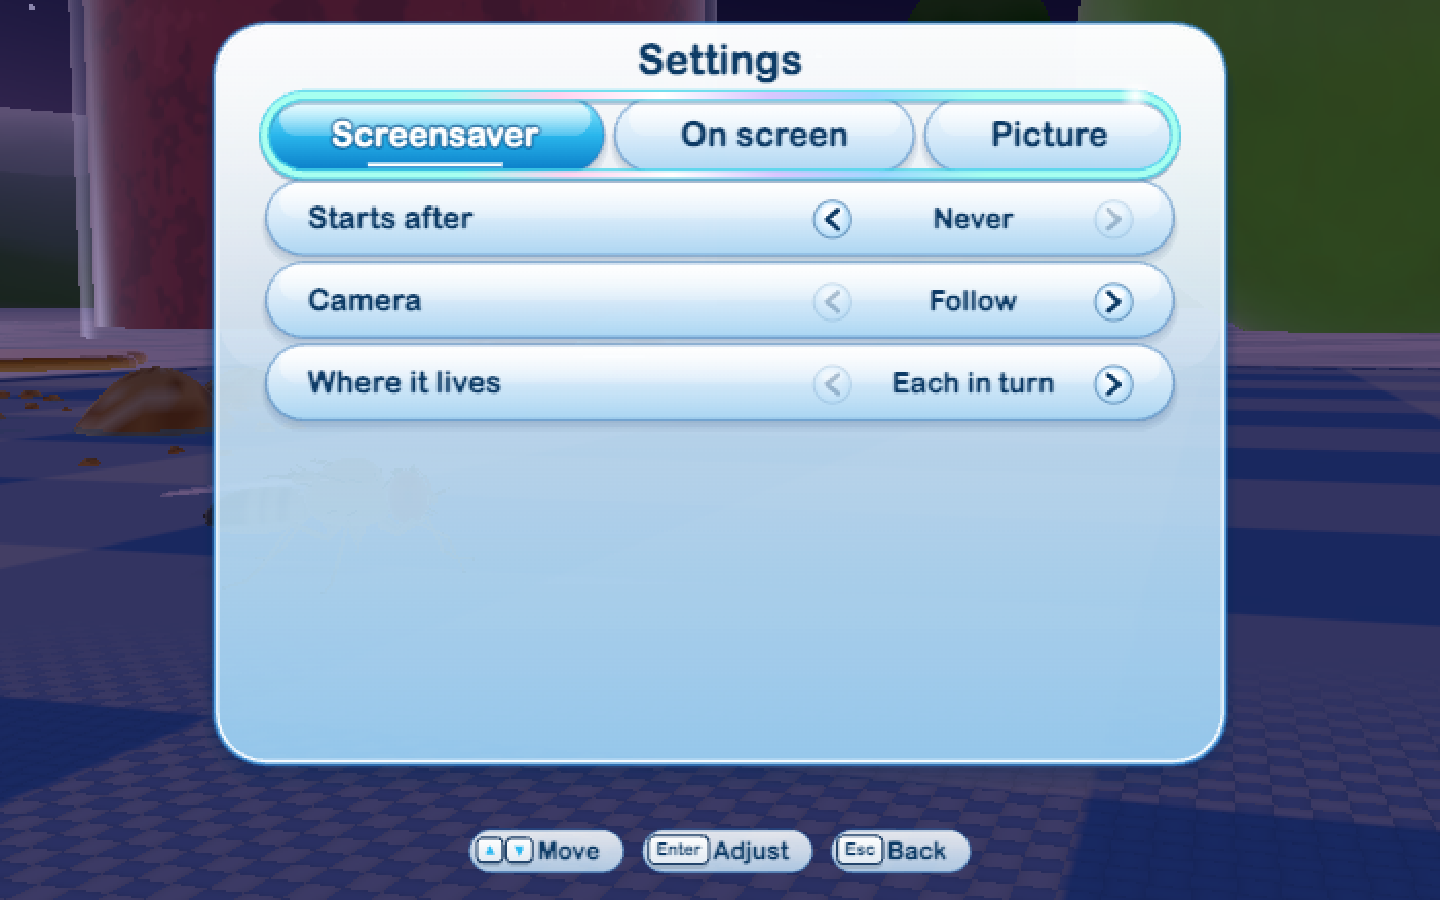 Settings
Screensaver On screen Picture
Starts after < Never >
Camera < Follow >
Where it lives < Each in turn >
▲ ▼ Move Enter Adjust Esc Back